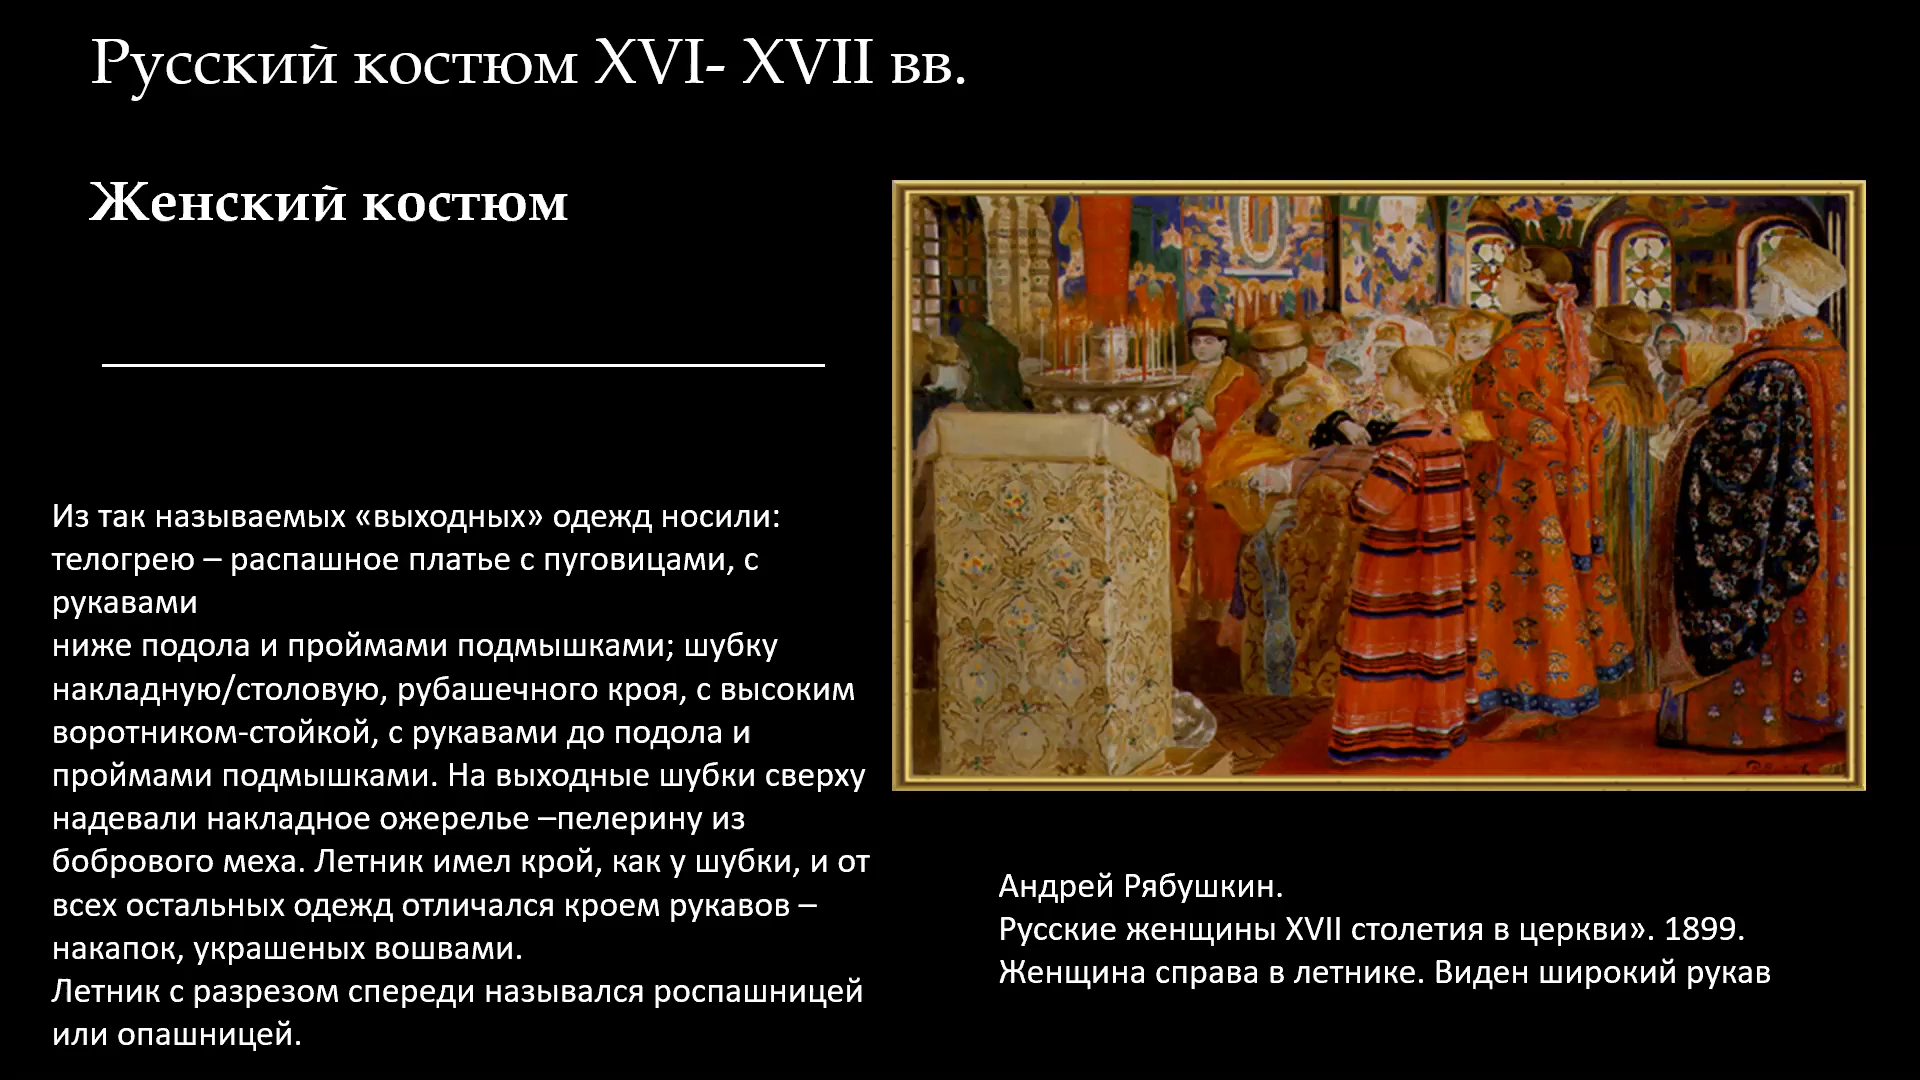 Русский костюм XVI- XVII вв.
Женский костюм
Из так называемых «выходных» одежд носили:
телогрею – распашное платье с пуговицами, с
рукавами
ниже подола и проймами подмышками; шубку
накладную/столовую, рубашечного кроя, с высоким
воротником-стойкой, с рукавами до подола и
проймами подмышками. На выходные шубки сверху
надевали накладное ожерелье –пелерину из
бобрового меха. Летник имел крой, как у шубки, и от
всех остальных одежд отличался кроем рукавов –
накапок, украшеных вошвами.
Летник с разрезом спереди назывался роспашницей
или опашницей.
Андрей Рябушкин.
Русские женщины XVII столетия в церкви». 1899.
Женщина справа в летнике. Виден широкий рукав